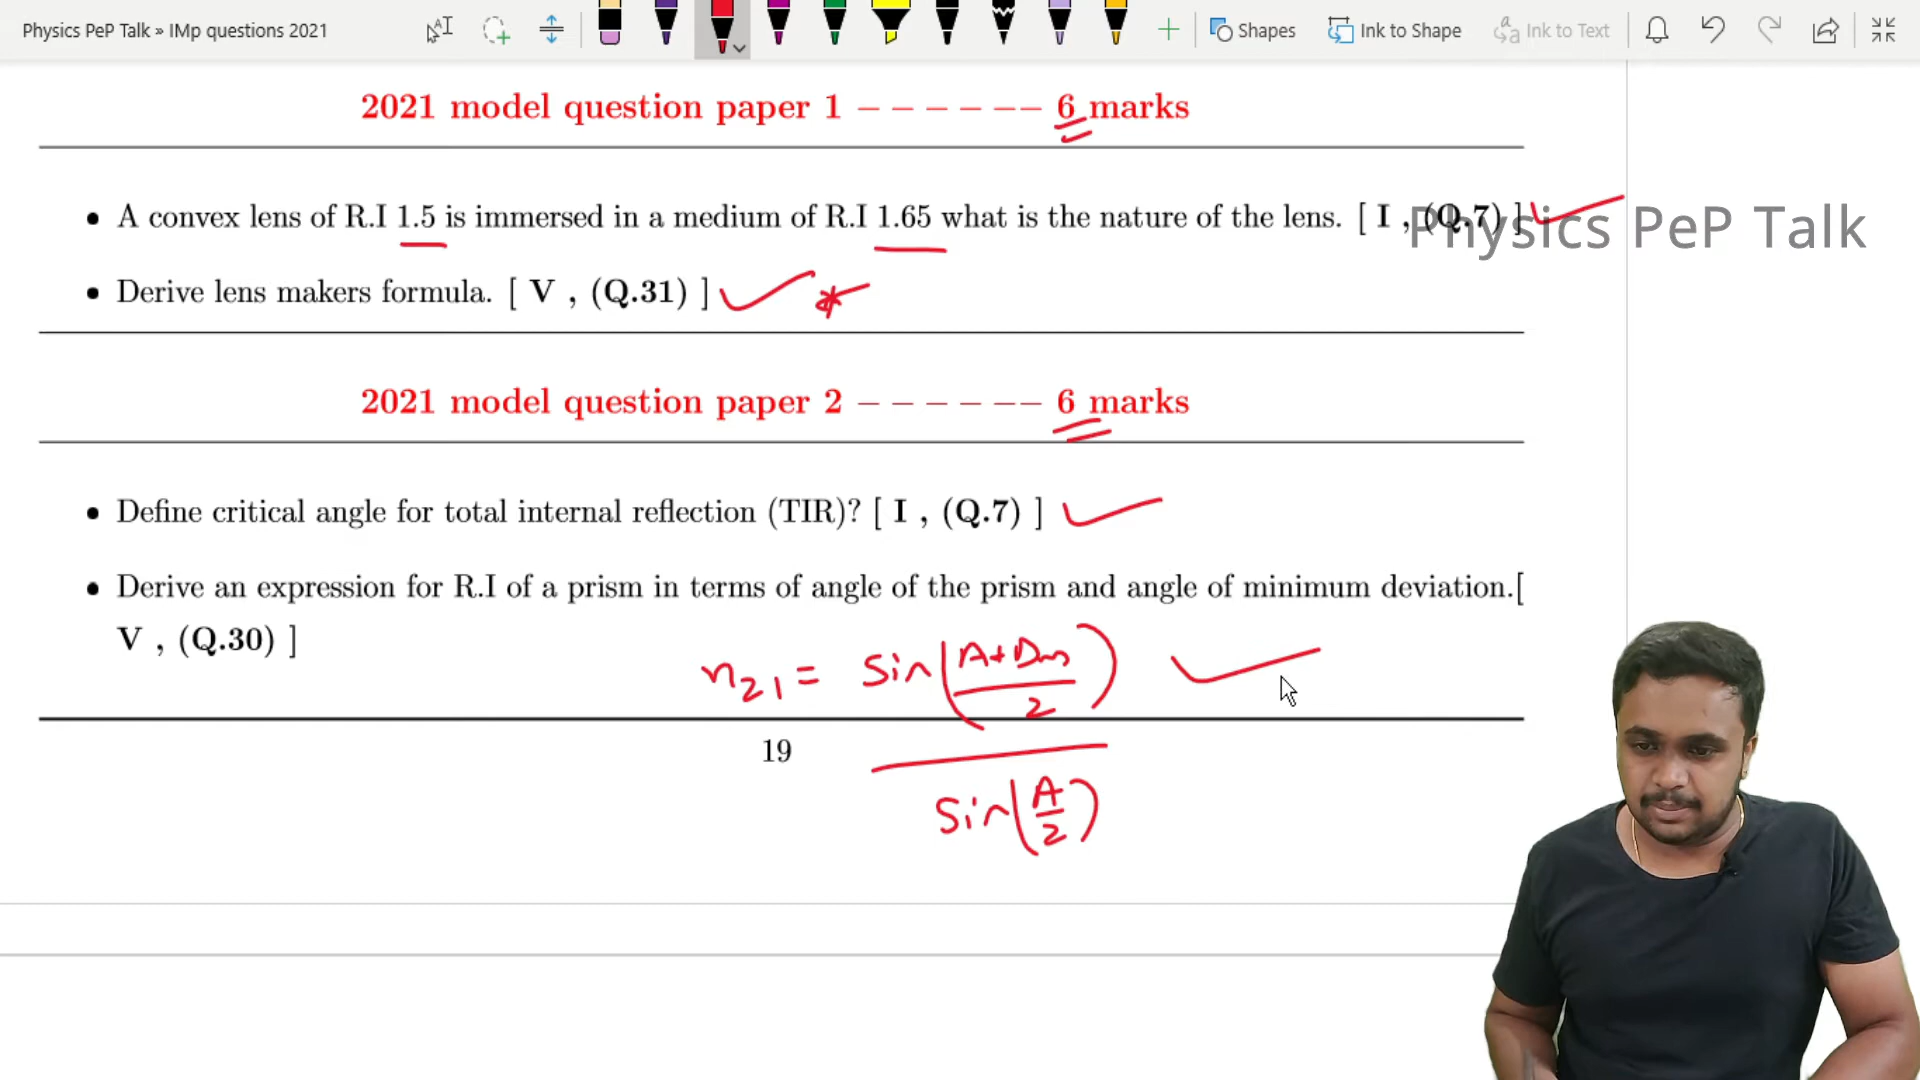 Physics PeP Talk » IMp questions 2021
Shapes
Ink to Shape
Ink to Text
2021 model question paper 1 − − − − − −− 6 marks
• A convex lens of R.I 1.5 is immersed in a medium of R.I 1.65 what is the nature of the lens. [ I , (Q.7) ]
Physics PeP Talk
• Derive lens makers formula. [ V , (Q.31) ]
2021 model question paper 2 − − − − − −− 6 marks
• Define critical angle for total internal reflection (TIR)? [ I , (Q.7) ]
• Derive an expression for R.I of a prism in terms of angle of the prism and angle of minimum deviation.[
V , (Q.30) ]
n21 = Sin(A+Dm/2)
19
Sin(A/2)